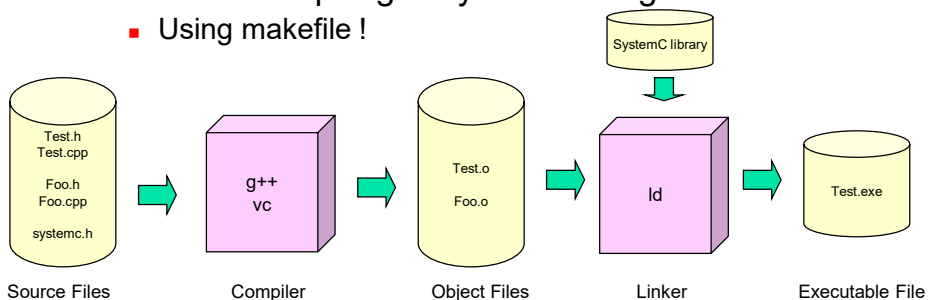 Using makefile !
SystemC library
Test.h
Test.cpp
Foo.h
Foo.cpp
systemc.h
g++
vc
Test.o
Foo.o
ld
Test.exe
Source Files
Compiler
Object Files
Linker
Executable File